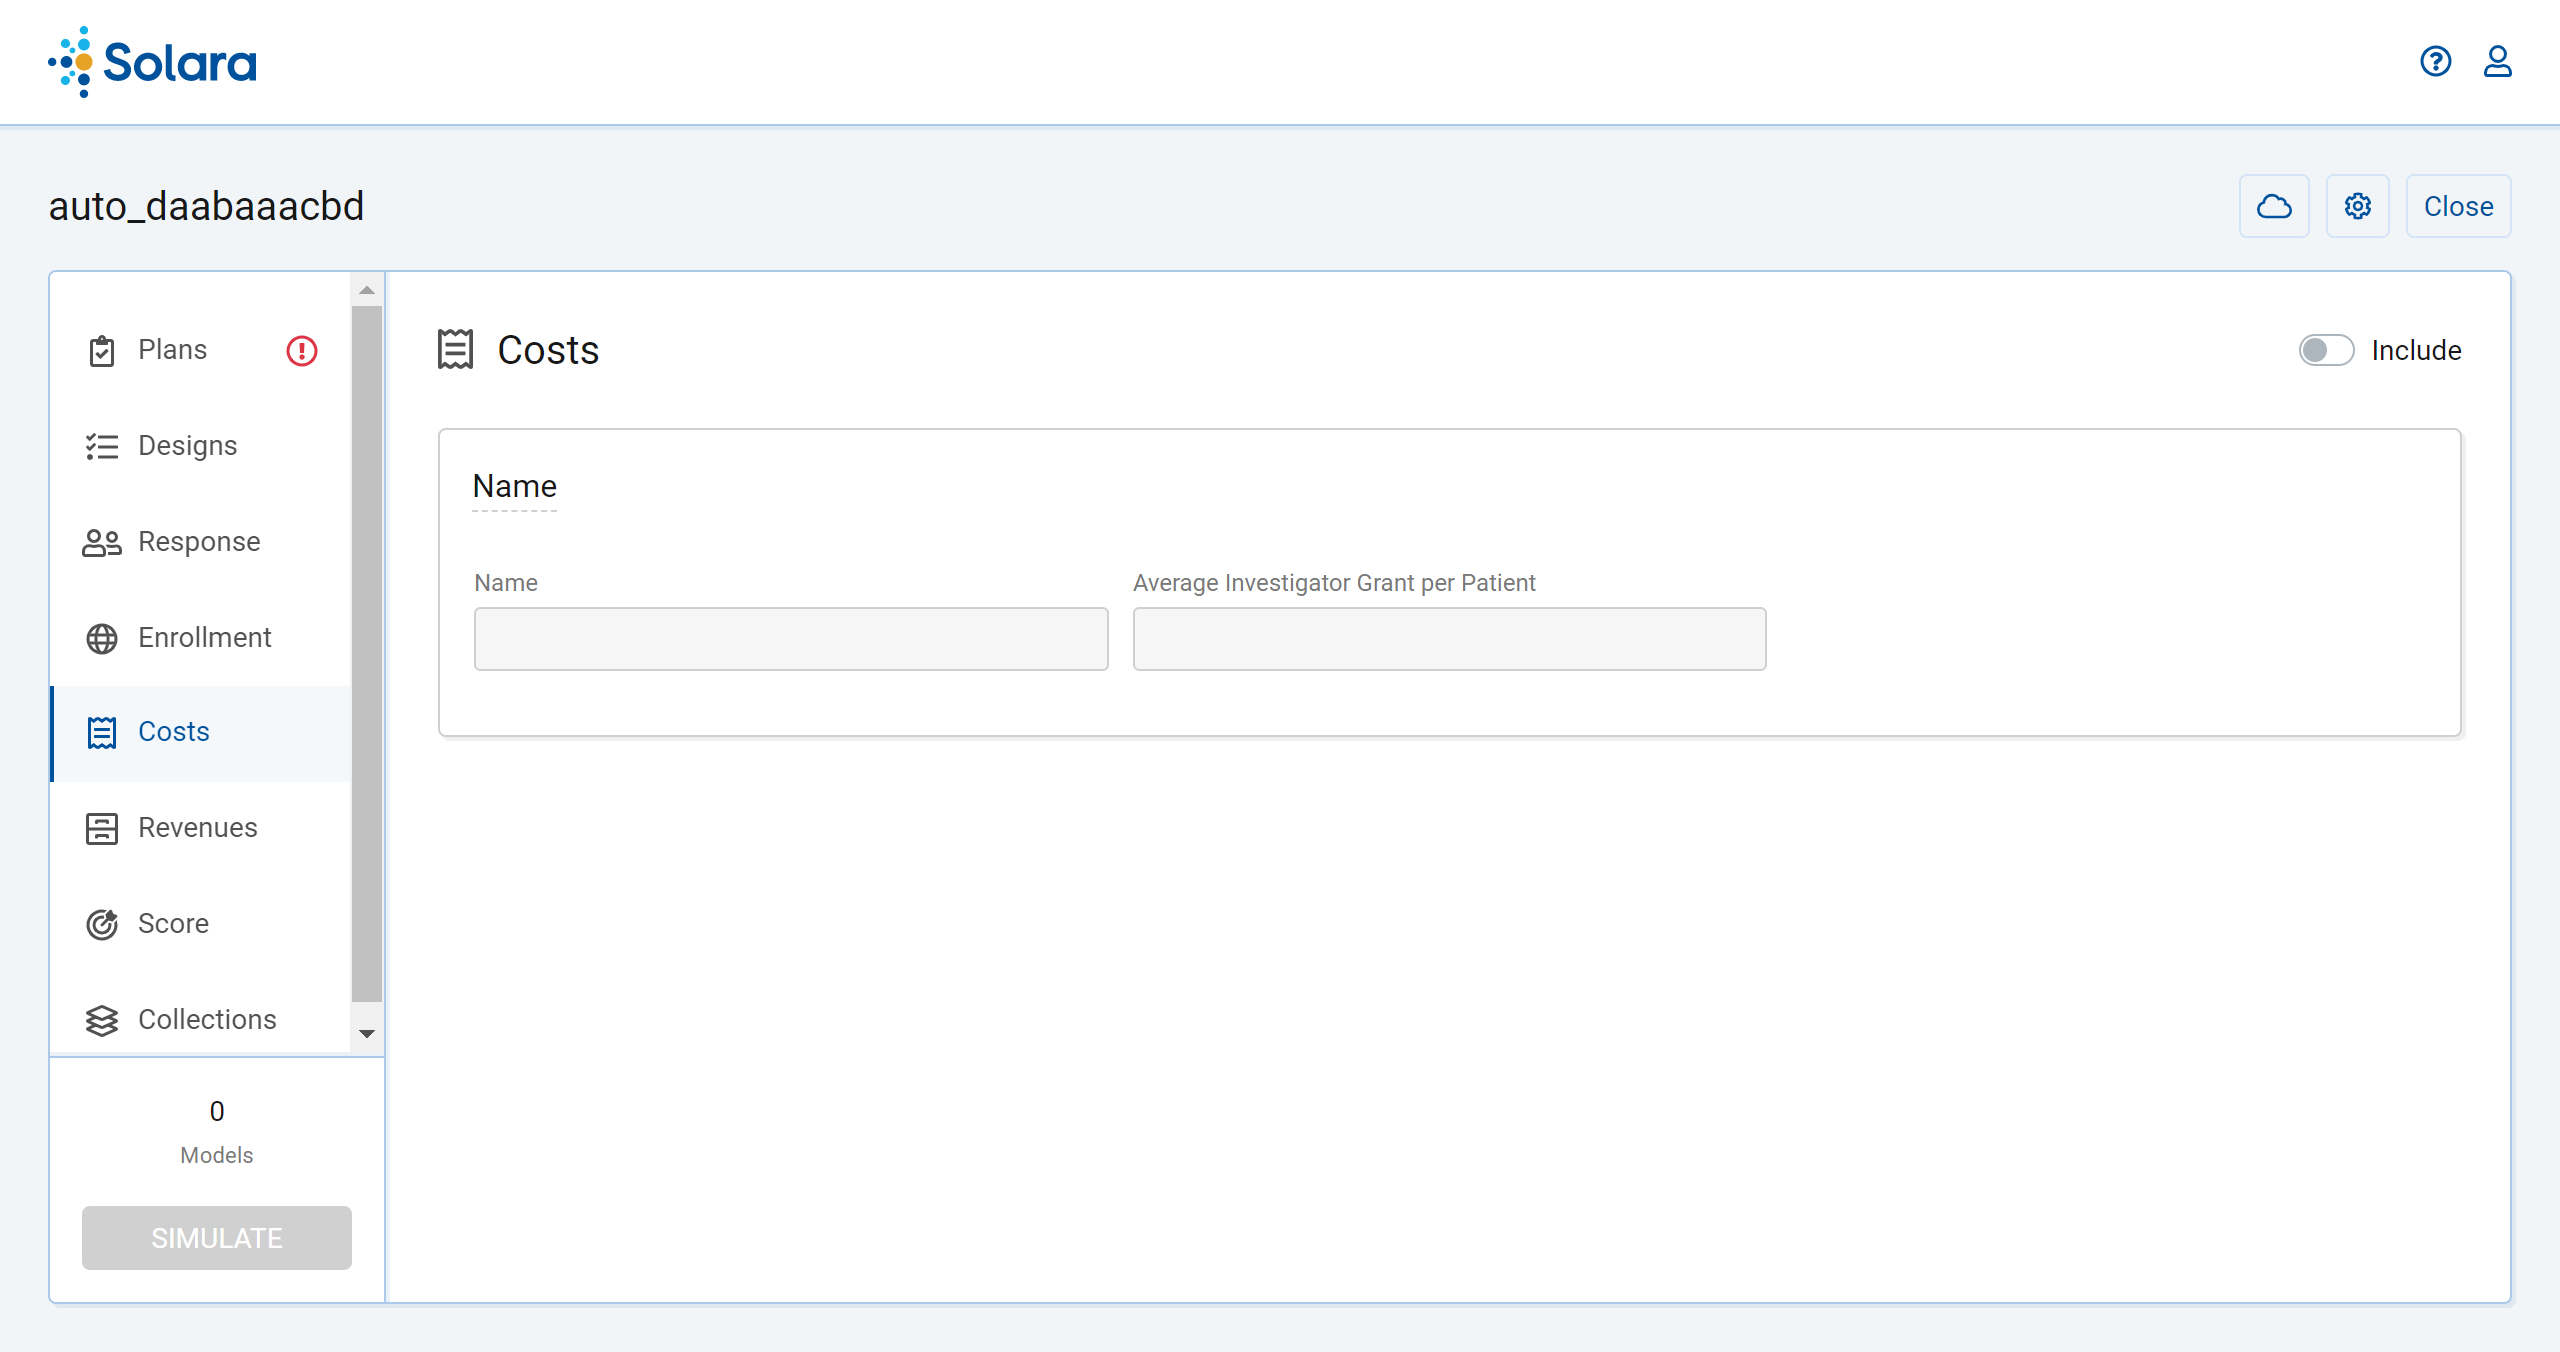 Solara
auto_daabaaacbd
Close
Plans
Designs
Response
Enrollment
Costs
Revenues
Score
Collections
0
Models
SIMULATE
Costs
Include
Name
Name
Average Investigator Grant per Patient